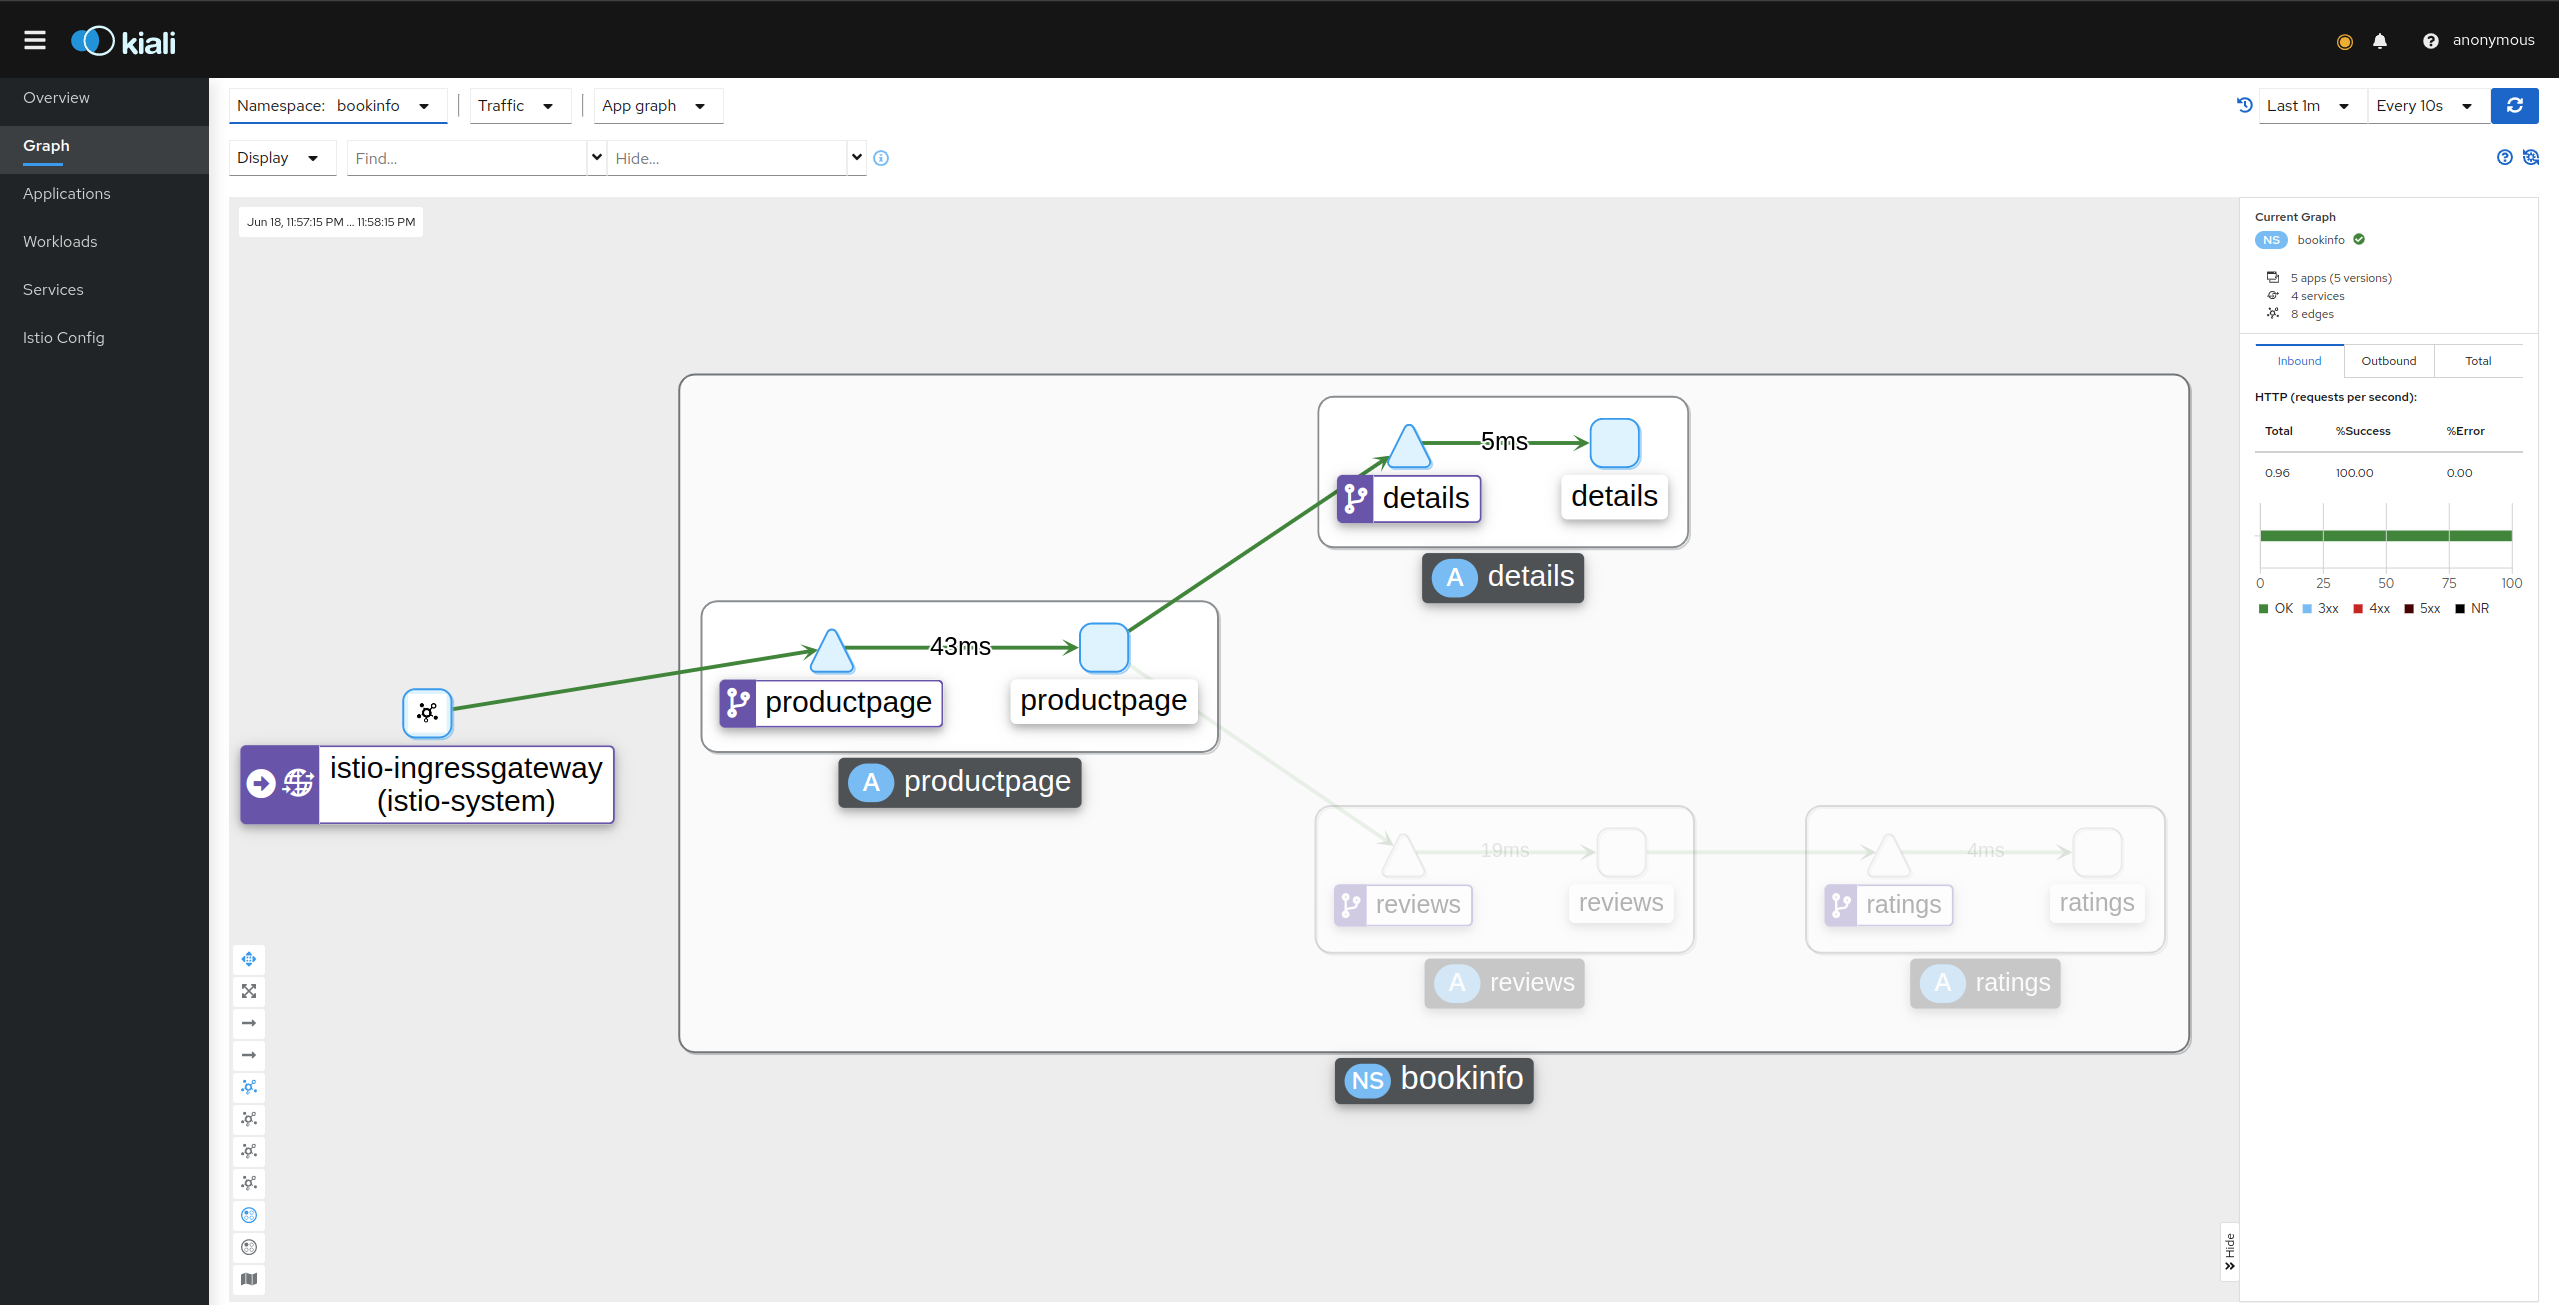 kiali
anonymous
Overview
Graph
Applications
Workloads
Services
Istio Config
Namespace: bookinfo
Traffic
App graph
Last 1m
Every 10s
Display
Find...
Hide...
Jun 18, 11:57:15 PM ... 11:58:15 PM
5ms
details
details
A details
43ms
productpage
productpage
A productpage
istio-ingressgateway
(istio-system)
19ms
reviews
reviews
A reviews
4ms
ratings
ratings
A ratings
NS bookinfo
Current Graph
NS bookinfo
5 apps (5 versions)
4 services
8 edges
Inbound
Outbound
Total
HTTP (requests per second):
Total %Success %Error
0.96 100.00 0.00
0 25 50 75 100
OK 3xx 4xx 5xx NR
Hide